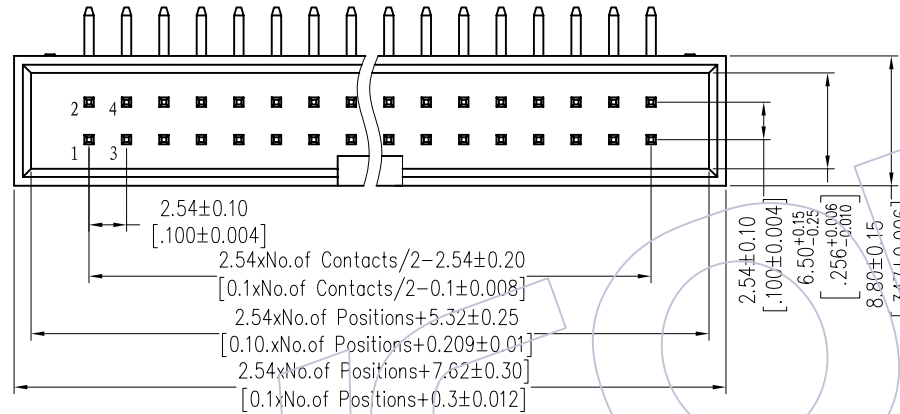 2 4
1 3
2.54±0.10
[.100±0.004]
2.54xNo.of Contacts/2-2.54±0.20
[0.1xNo.of Contacts/2-0.1±0.008]
2.54xNo.of Positions+5.32±0.25
[0.10.xNo.of Positions+0.209±0.01]
2.54xNo.of Positions+7.62±0.30
[0.1xNo.of Positions+0.3±0.012]
2.54±0.10
[.100±0.004]
6.50+0.15-0.25
[.256+0.006-0.010]
8.80±0.15